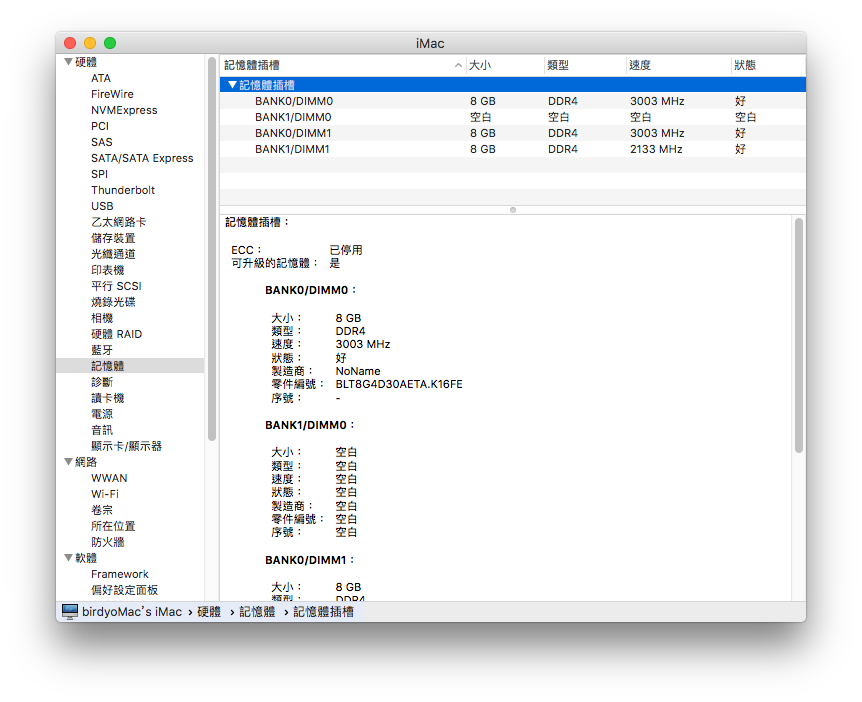 iMac
硬體
ATA
FireWire
NVMExpress
PCI
SAS
SATA/SATA Express
SPI
Thunderbolt
USB
乙太網路卡
儲存裝置
光纖通道
印表機
平行 SCSI
燒錄光碟
相機
硬體 RAID
藍牙
記憶體
診斷
讀卡機
電源
音訊
顯示卡/顯示器
網路
WWAN
Wi-Fi
卷宗
所在位置
防火牆
軟體
Framework
偏好設定面板
記憶體插槽 大小 類型 速度 狀態
記憶體插槽
BANK0/DIMM0 8 GB DDR4 3003 MHz 好
BANK1/DIMM0 空白 空白 空白 空白
BANK0/DIMM1 8 GB DDR4 3003 MHz 好
BANK1/DIMM1 8 GB DDR4 2133 MHz 好
記憶體插槽：
ECC： 已停用
可升級的記憶體： 是
BANK0/DIMM0：
大小： 8 GB
類型： DDR4
速度： 3003 MHz
狀態： 好
製造商： NoName
零件編號： BLT8G4D30AETA.K16FE
序號： -
BANK1/DIMM0：
大小： 空白
類型： 空白
速度： 空白
狀態： 空白
製造商： 空白
零件編號： 空白
序號： 空白
BANK0/DIMM1：
大小： 8 GB
類型： DDR4
birdyoMac's iMac › 硬體 › 記憶體 › 記憶體插槽